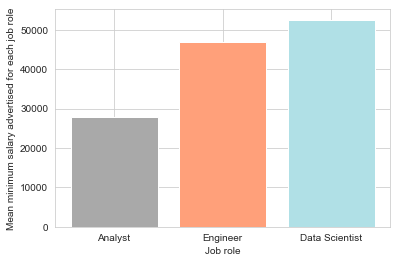 Mean minimum salary advertised for each job role
50000
40000
30000
20000
10000
0
Analyst
Engineer
Data Scientist
Job role